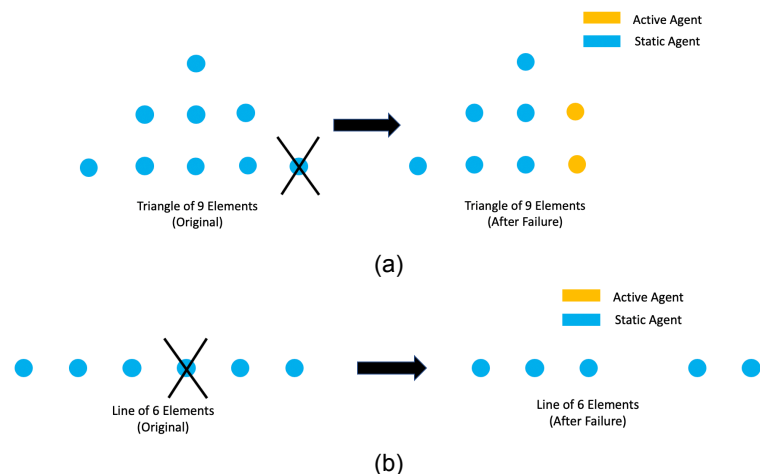 Active Agent
Static Agent
Triangle of 9 Elements
(Original)
Triangle of 9 Elements
(After Failure)
(a)
Active Agent
Static Agent
Line of 6 Elements
(Original)
Line of 6 Elements
(After Failure)
(b)